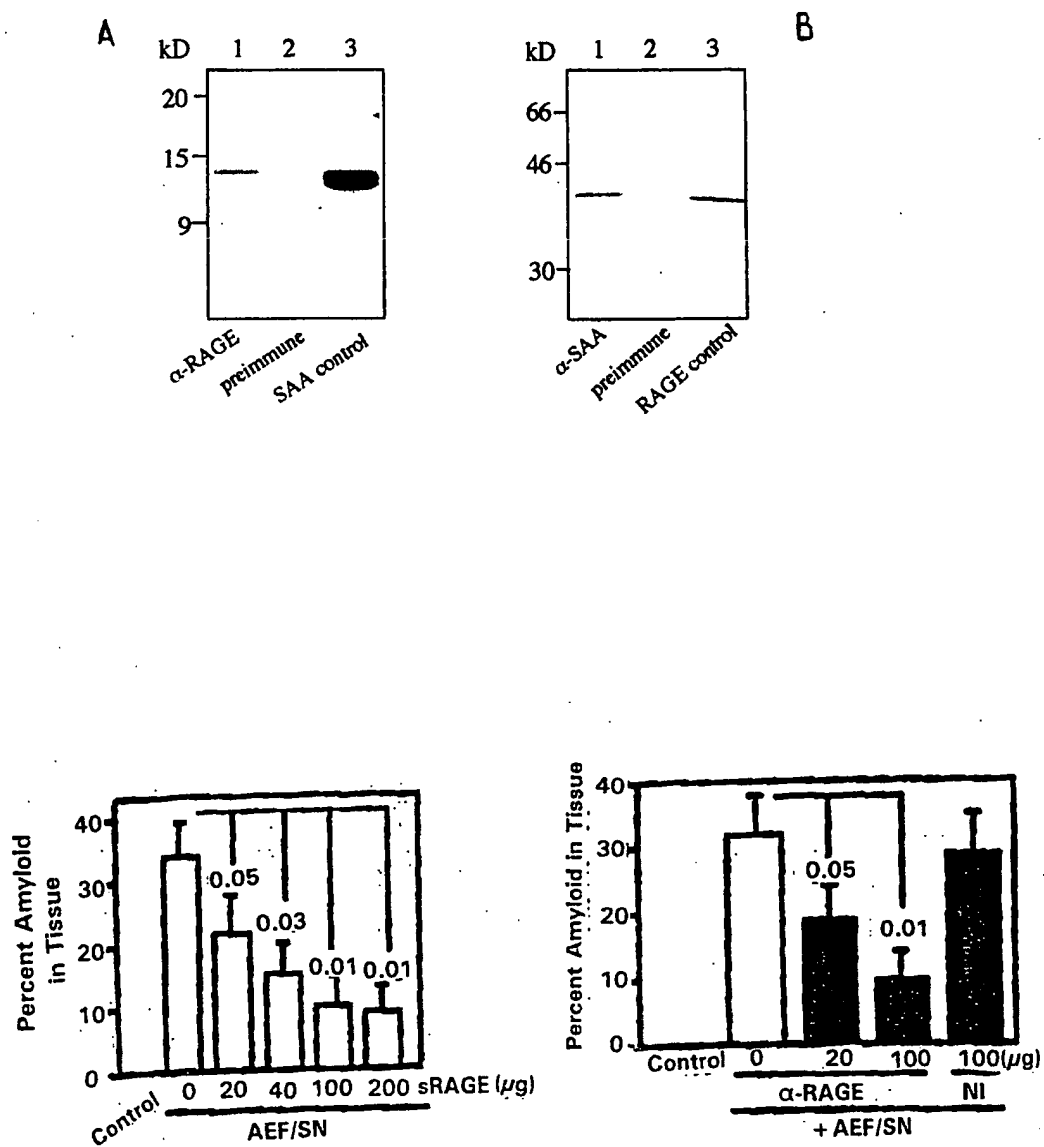 A
kD 1 2 3
20
15
9
α-RAGE
preimmune
SAA control
B
kD 1 2 3
66
46
30
α-SAA
preimmune
RAGE control
Percent Amyloid
in Tissue
40
30
20
10
0
0.05
0.03
0.01
0.01
Control 0 20 40 100 200 sRAGE (µg)
AEF/SN
Percent Amyloid in Tissue
40
30
20
10
0
0.05
0.01
Control 0 20 100 100 (µg)
α-RAGE NI
+ AEF/SN